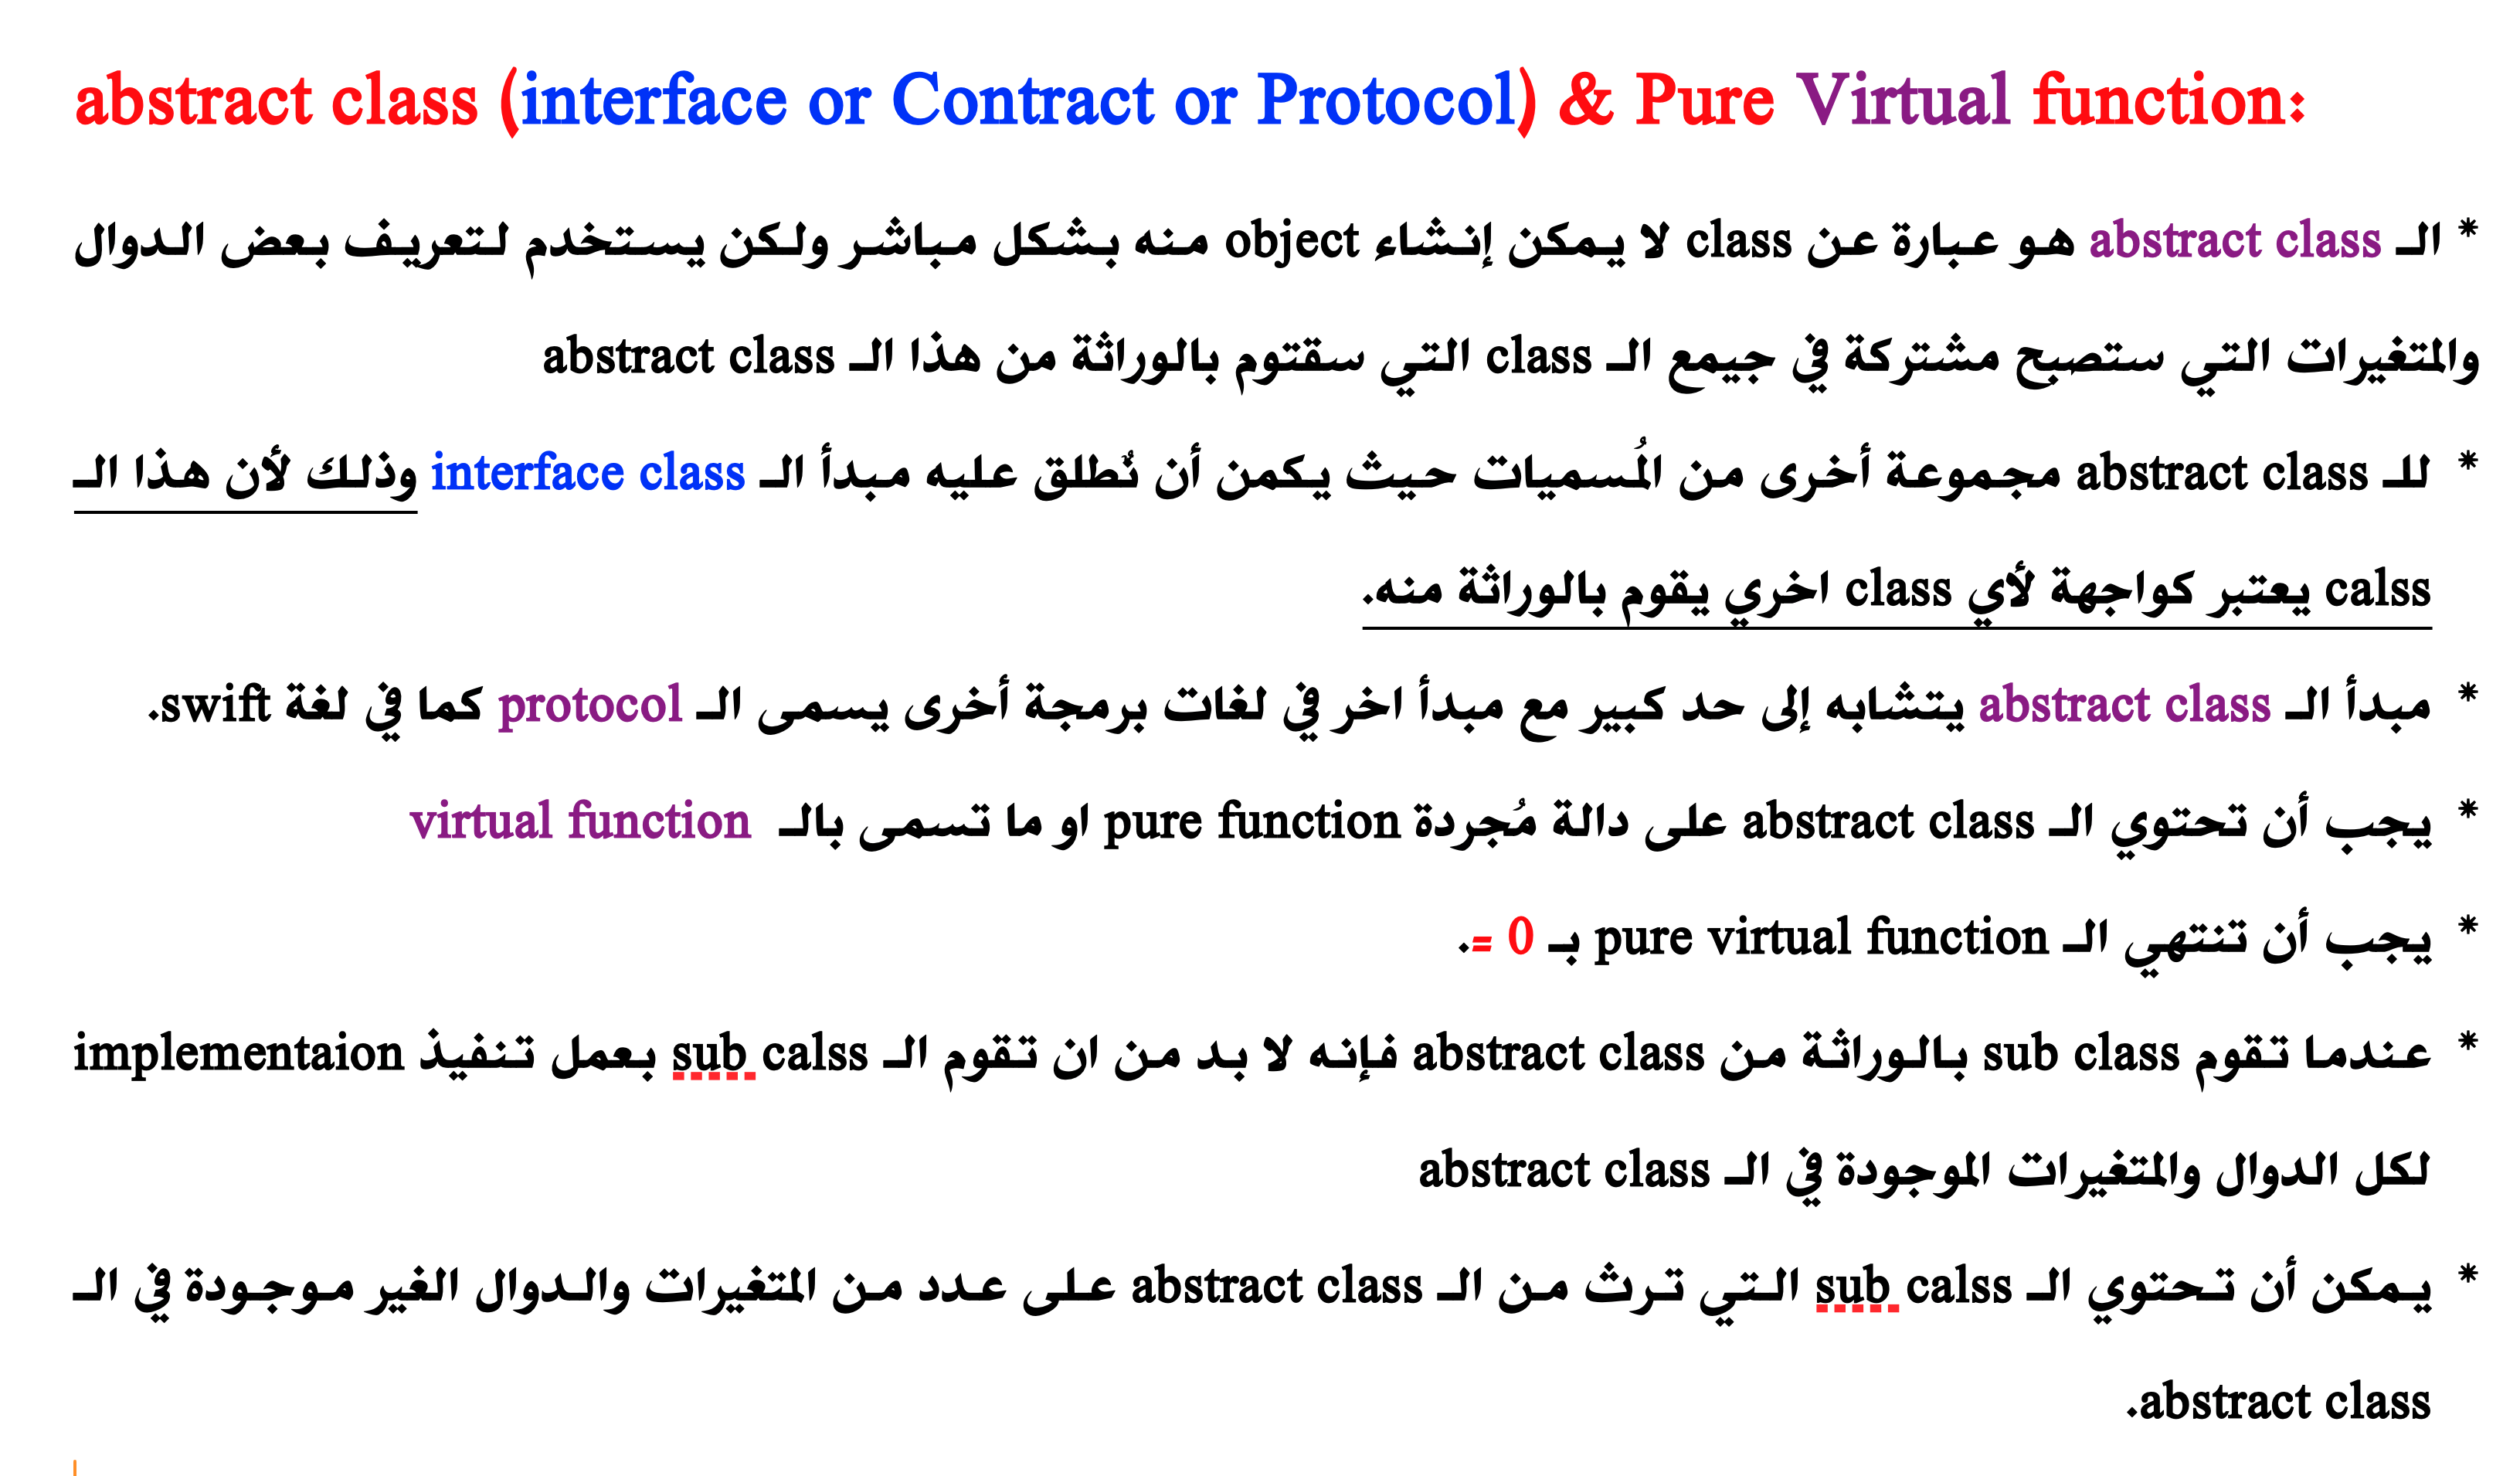 abstract class (interface or Contract or Protocol) & Pure Virtual function:
* الـ abstract class هو عبارة عن class لا يمكن إنشاء object منه بشكل مباشر ولكن يستخدم لتعريف بعض الدوال
والمتغيرات التي ستصبح مشتركة في جيمع الـ class التي سقتوم بالوراثة من هذا الـ abstract class
* للـ abstract class مجموعة أخرى من المُسميات حيث يكمن أن نُطلق عليه مبدأ الـ interface class وذلك لأن هذا الـ
calss يعتبر كواجهة لأي class اخري يقوم بالوراثة منه.
* مبدأ الـ abstract class يتشابه إلى حد كبير مع مبدأ اخر في لغات برمجة أخرى يسمى الـ protocol كما في لغة swift.
* يجب أن تحتوي الـ abstract class على دالة مُجردة pure function او ما تسمى بالـ virtual function
* يجب أن تنتهي الـ pure virtual function بـ 0 =.
* عندما تقوم sub class بالوراثة من abstract class فإنه لا بد من ان تقوم الـ sub calss بعمل تنفيذ implementaion
لكل الدوال والمتغيرات الموجودة في الـ abstract class
* يمكن أن تحتوي الـ sub calss التي ترث من الـ abstract class على عدد من المتغيرات والدوال الغير موجودة في الـ
abstract class.